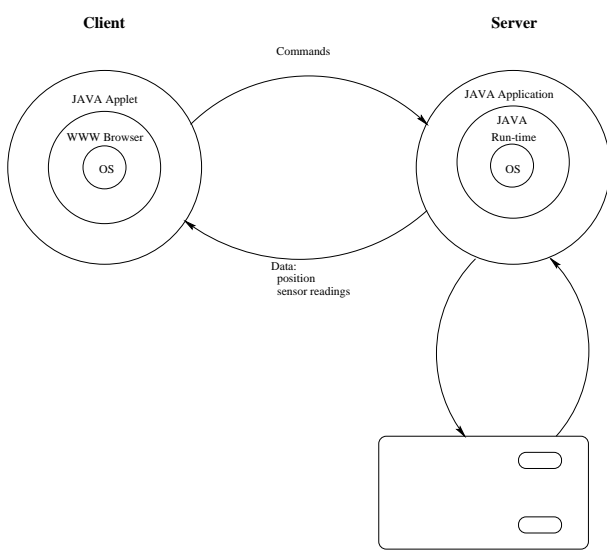 Client
Server
Commands
JAVA Applet
WWW Browser
OS
JAVA Application
JAVA
Run-time
OS
Data:
position
sensor readings